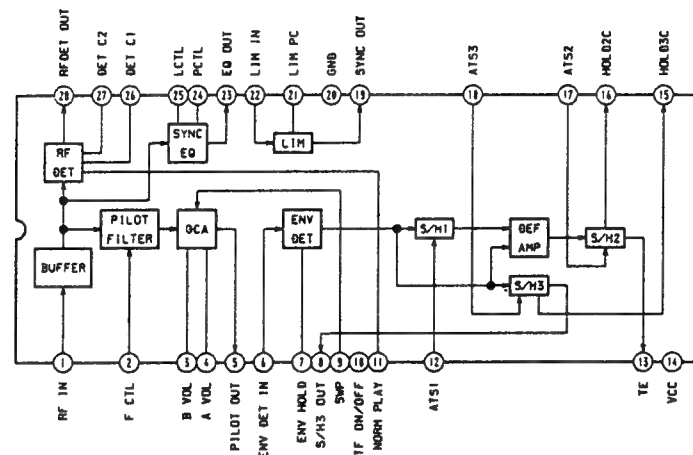 RFDET OUT
DET C2
DET C1
LCTL
PCTL
EQ OUT
LIM IN
LIM PC
GND
SYNC OUT
ATS3
ATS2
HOLD2C
HOLD3C
28
27
26
25
24
23
22
21
20
19
18
17
16
15
RF
DET
SYNC
EQ
LIM
PILOT
FILTER
GCA
ENV
DET
S/H1
DEF
AMP
S/H2
BUFFER
S/H3
1
2
3
4
5
6
7
8
9
10
11
12
13
14
RF IN
F CTL
B VOL
A VOL
PILOT OUT
ENV DET IN
ENV HOLD
S/H3 OUT
SWP
TF ON/OFF
NORM PLAY
ATS1
TE
VCC